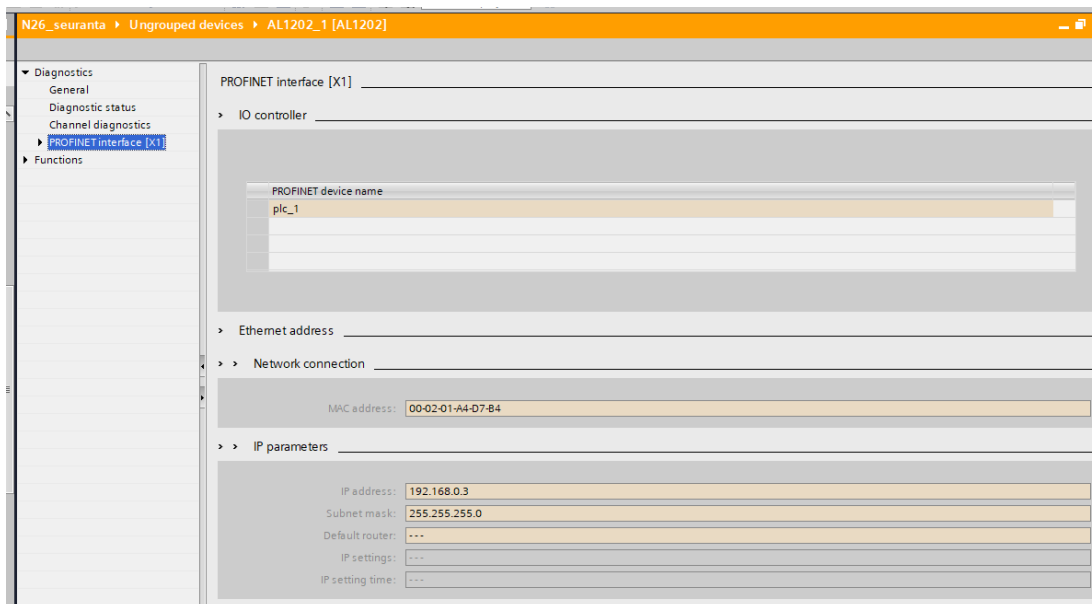 N26_seuranta ▸ Ungrouped devices ▸ AL1202_1 [AL1202]
Diagnostics
General
Diagnostic status
Channel diagnostics
PROFINET interface [X1]
Functions
PROFINET interface [X1]
IO controller
PROFINET device name
plc_1
Ethernet address
Network connection
MAC address: 00-02-01-A4-D7-B4
IP parameters
IP address: 192.168.0.3
Subnet mask: 255.255.255.0
Default router: ---
IP settings: ---
IP setting time: ---